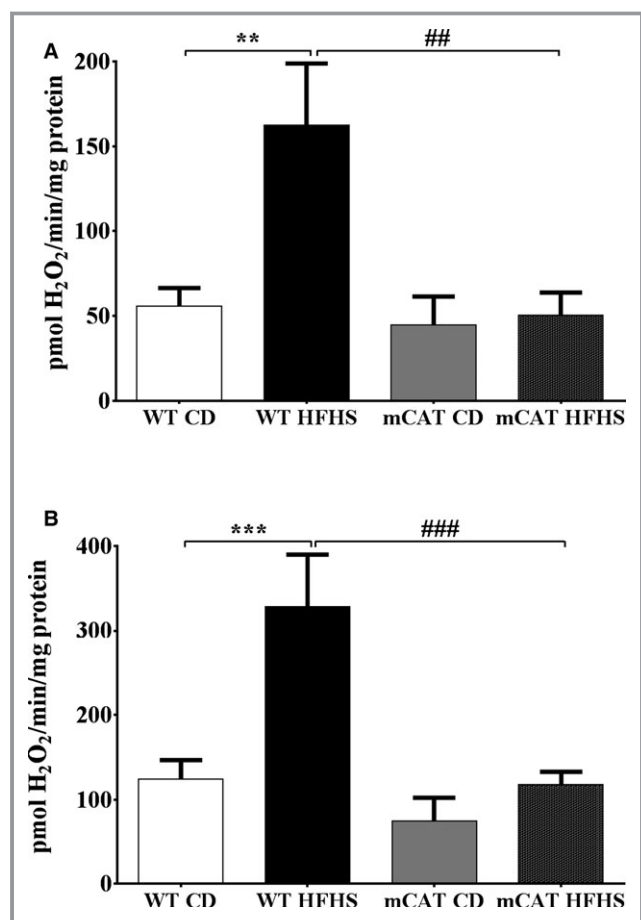 A
** ##
pmol H₂O₂/min/mg protein
200
150
100
50
0
WT CD WT HFHS mCAT CD mCAT HFHS
B
*** ###
pmol H₂O₂/min/mg protein
400
300
200
100
0
WT CD WT HFHS mCAT CD mCAT HFHS